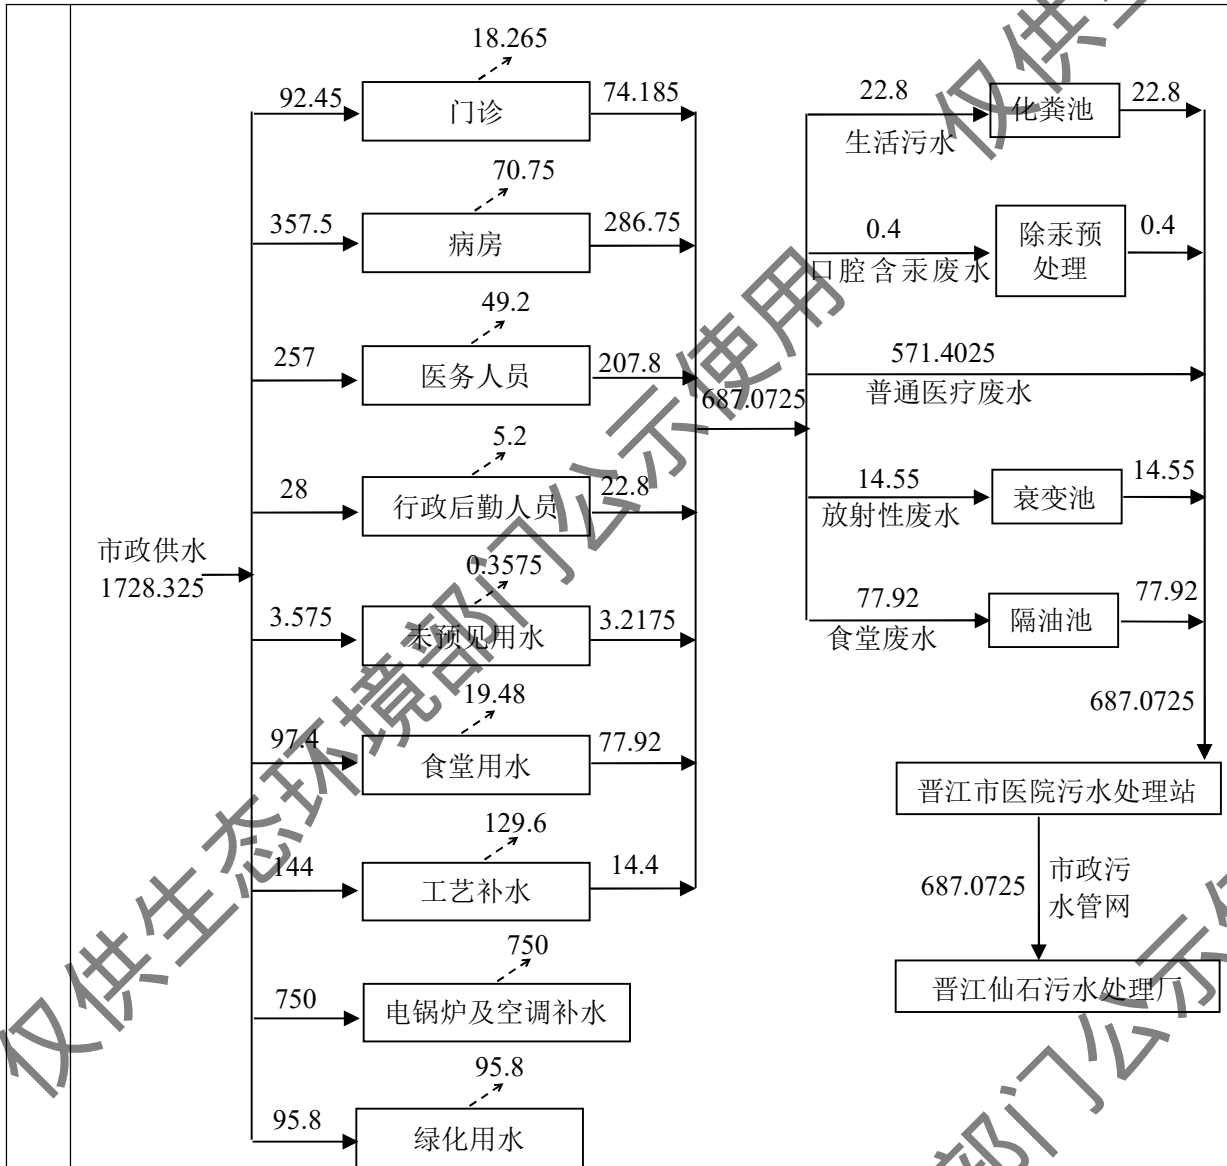 18.265
92.45
门诊
74.185
70.75
357.5
病房
286.75
49.2
257
医务人员
207.8
5.2
28
行政后勤人员
22.8
市政供水
1728.325
0.3575
3.575
未预见用水
3.2175
19.48
97.4
食堂用水
77.92
129.6
144
工艺补水
14.4
750
750
电锅炉及空调补水
95.8
95.8
绿化用水
687.0725
22.8
生活污水
化粪池
22.8
0.4
口腔含汞废水
除汞预
处理
0.4
571.4025
普通医疗废水
14.55
放射性废水
衰变池
14.55
77.92
食堂废水
隔油池
77.92
687.0725
晋江市医院污水处理站
687.0725
市政污
水管网
晋江仙石污水处理厂
仅供生态环境部门公示使用
仅供生
部门公示使